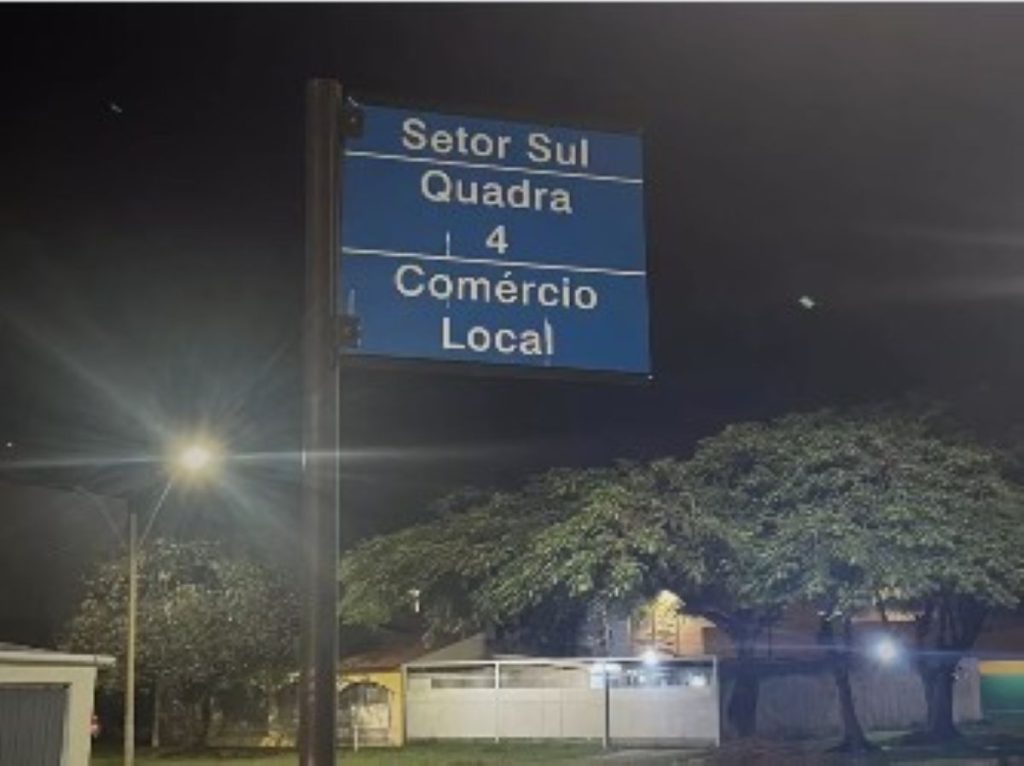 Setor Sul
Quadra
4
Comércio
Local